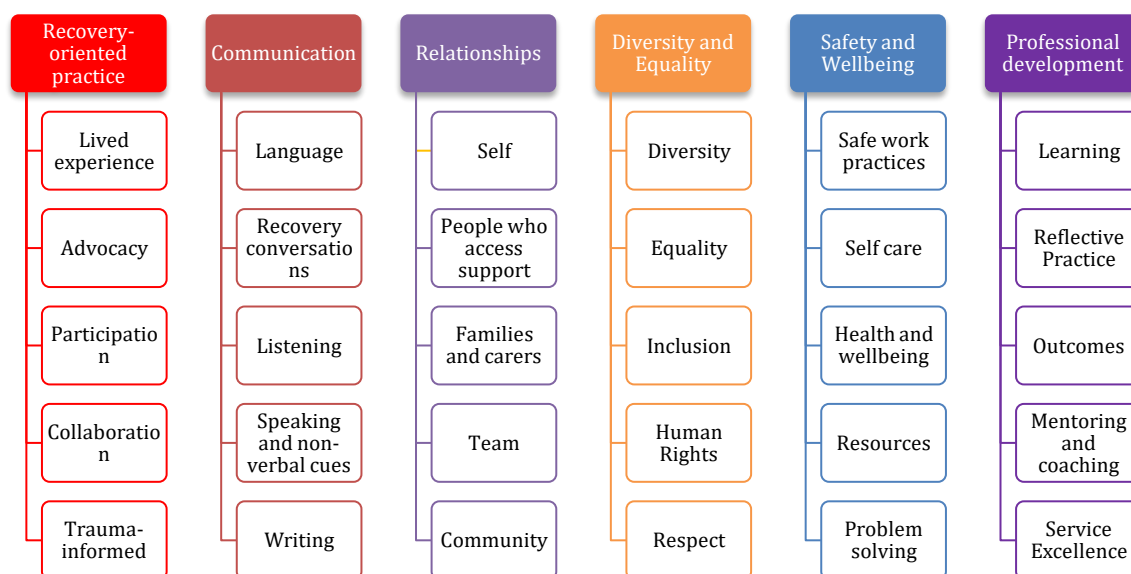 Recovery-
oriented
practice
Lived
experience
Advocacy
Participatio
n
Collaboratio
n
Trauma-
informed
Communication
Language
Recovery
conversati
ons
Listening
Speaking
and non-
verbal cues
Writing
Relationships
Self
People who
access
support
Families
and carers
Team
Community
Diversity and
Equality
Diversity
Equality
Inclusion
Human
Rights
Respect
Safety and
Wellbeing
Safe work
practices
Self care
Health and
wellbeing
Resources
Problem
solving
Professional
development
Learning
Reflective
Practice
Outcomes
Mentoring
and
coaching
Service
Excellence